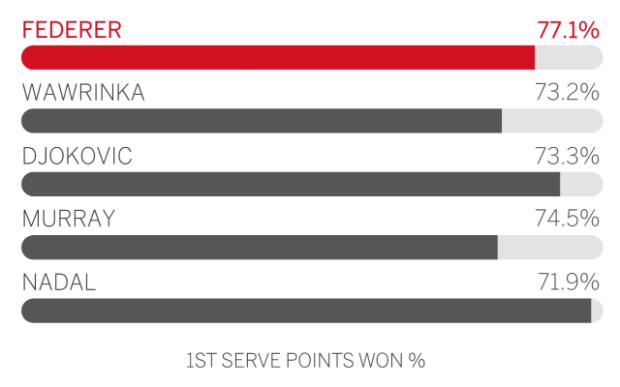 FEDERER 77.1%
WAWRINKA 73.2%
DJOKOVIC 73.3%
MURRAY 74.5%
NADAL 71.9%
1ST SERVE POINTS WON %